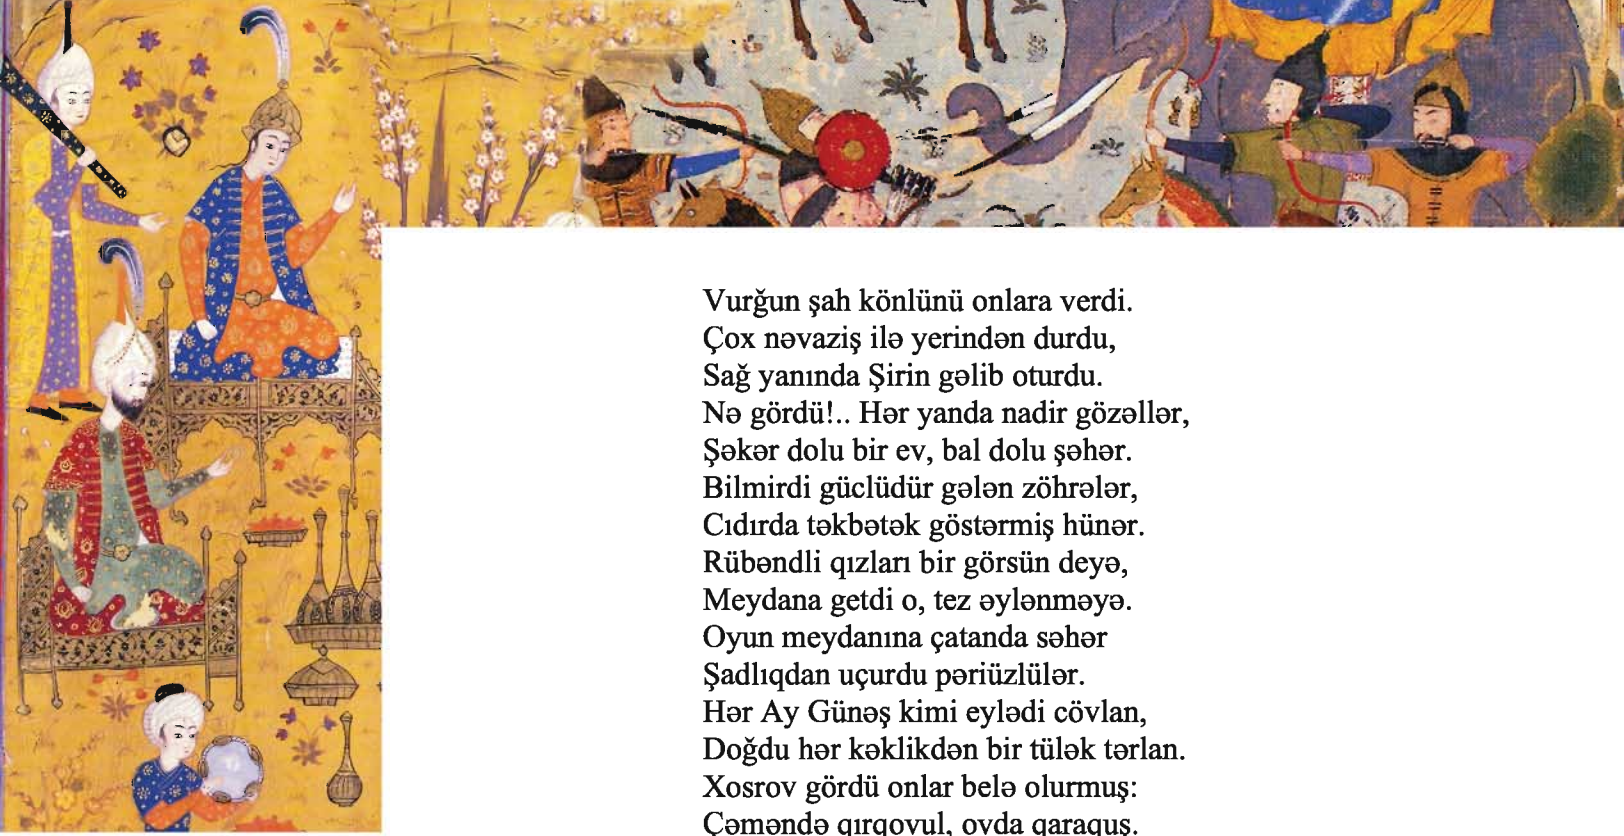 Vurğun şah könlünü onlara verdi.
Çox nəvaziş ilə yerindən durdu,
Sağ yanında Şirin gəlib oturdu.
Nə gördü!.. Hər yanda nadir gözəllər,
Şəkər dolu bir ev, bal dolu şəhər.
Bilmirdi güclüdür gələn zöhrələr,
Cıdırda təkbətək göstərmiş hünər.
Rübəndli qızları bir görsün deyə,
Meydana getdi o, tez əylənməyə.
Oyun meydanına çatanda səhər
Şadlıqdan uçurdu pəriüzlülər.
Hər Ay Günəş kimi eylədi cövlan,
Doğdu hər kəklikdən bir tülək tərlan.
Xosrov gördü onlar belə olurmuş:
Çəməndə qırqovul, ovda qaraquş.